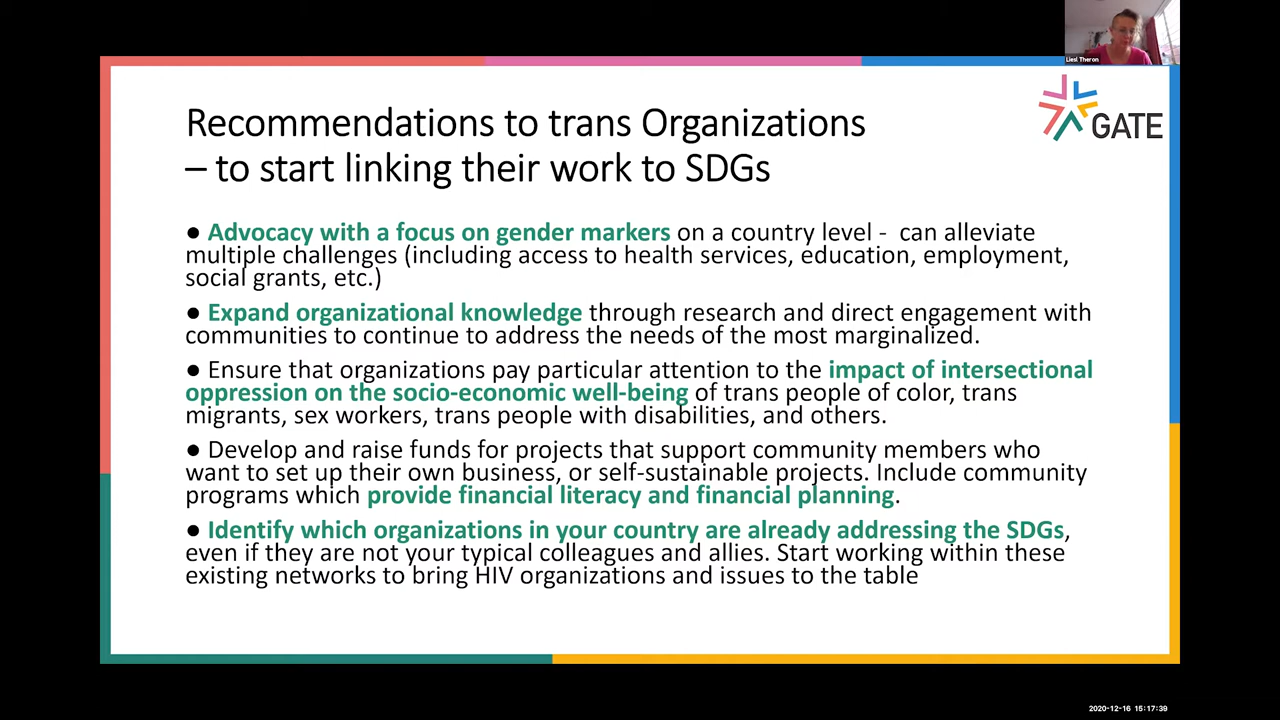 Liesl Theron
GATE
Recommendations to trans Organizations
– to start linking their work to SDGs
● Advocacy with a focus on gender markers on a country level -  can alleviate
multiple challenges (including access to health services, education, employment,
social grants, etc.)
● Expand organizational knowledge through research and direct engagement with
communities to continue to address the needs of the most marginalized.
● Ensure that organizations pay particular attention to the impact of intersectional
oppression on the socio-economic well-being of trans people of color, trans
migrants, sex workers, trans people with disabilities, and others.
● Develop and raise funds for projects that support community members who
want to set up their own business, or self-sustainable projects. Include community
programs which provide financial literacy and financial planning.
● Identify which organizations in your country are already addressing the SDGs,
even if they are not your typical colleagues and allies. Start working within these
existing networks to bring HIV organizations and issues to the table
2020-12-16 15:17:39